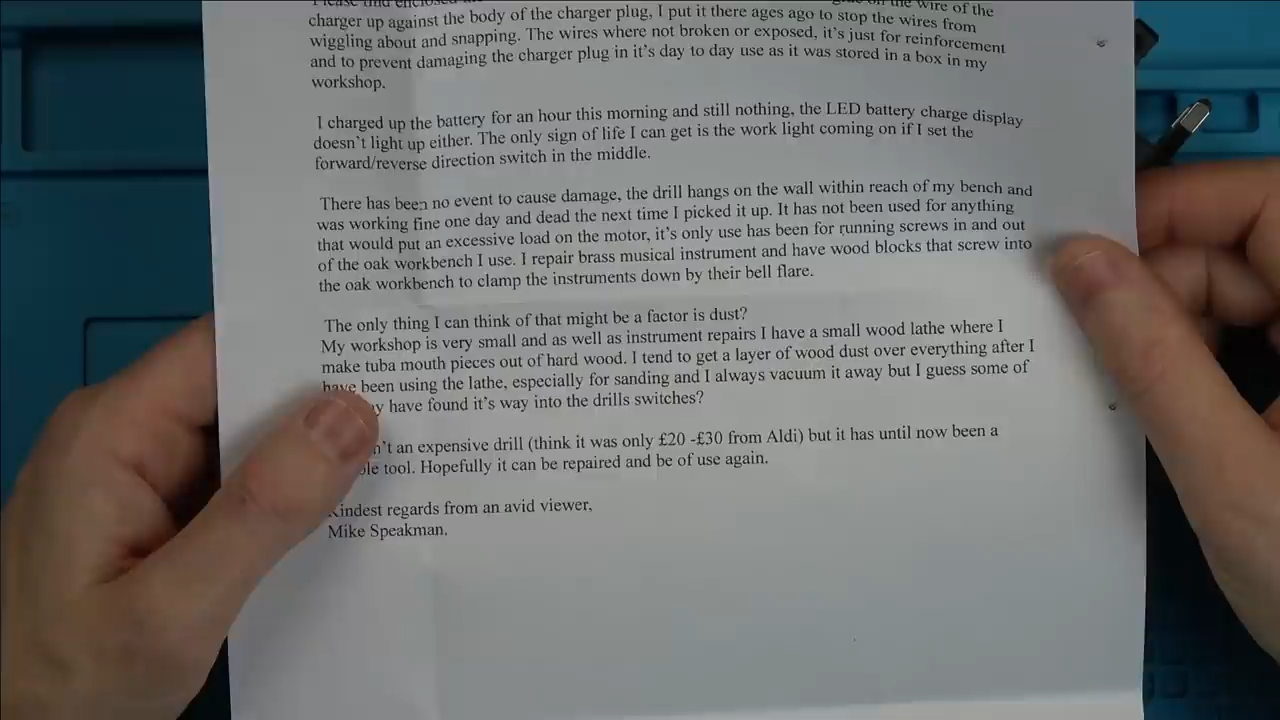 Please find enclosed on the wire of the
charger up against the body of the charger plug, I put it there ages ago to stop the wires from
wiggling about and snapping. The wires where not broken or exposed, it's just for reinforcement
and to prevent damaging the charger plug in it's day to day use as it was stored in a box in my
workshop.
I charged up the battery for an hour this morning and still nothing, the LED battery charge display
doesn't light up either. The only sign of life I can get is the work light coming on if I set the
forward/reverse direction switch in the middle.
There has been no event to cause damage, the drill hangs on the wall within reach of my bench and
was working fine one day and dead the next time I picked it up. It has not been used for anything
that would put an excessive load on the motor, it's only use has been for running screws in and out
of the oak workbench I use. I repair brass musical instrument and have wood blocks that screw into
the oak workbench to clamp the instruments down by their bell flare.
The only thing I can think of that might be a factor is dust?
My workshop is very small and as well as instrument repairs I have a small wood lathe where I
make tuba mouth pieces out of hard wood. I tend to get a layer of wood dust over everything after I
have been using the lathe, especially for sanding and I always vacuum it away but I guess some of
have found it's way into the drills switches?
an expensive drill (think it was only £20 -£30 from Aldi) but it has until now been a
tool. Hopefully it can be repaired and be of use again.
Kindest regards from an avid viewer,
Mike Speakman.